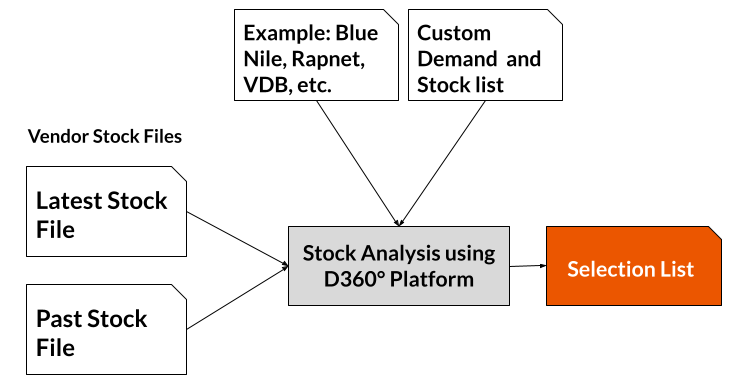 Example: Blue
Nile, Rapnet,
VDB, etc.
Custom
Demand and
Stock list
Vendor Stock Files
Latest Stock
File
Past Stock
File
Stock Analysis using
D360° Platform
Selection List